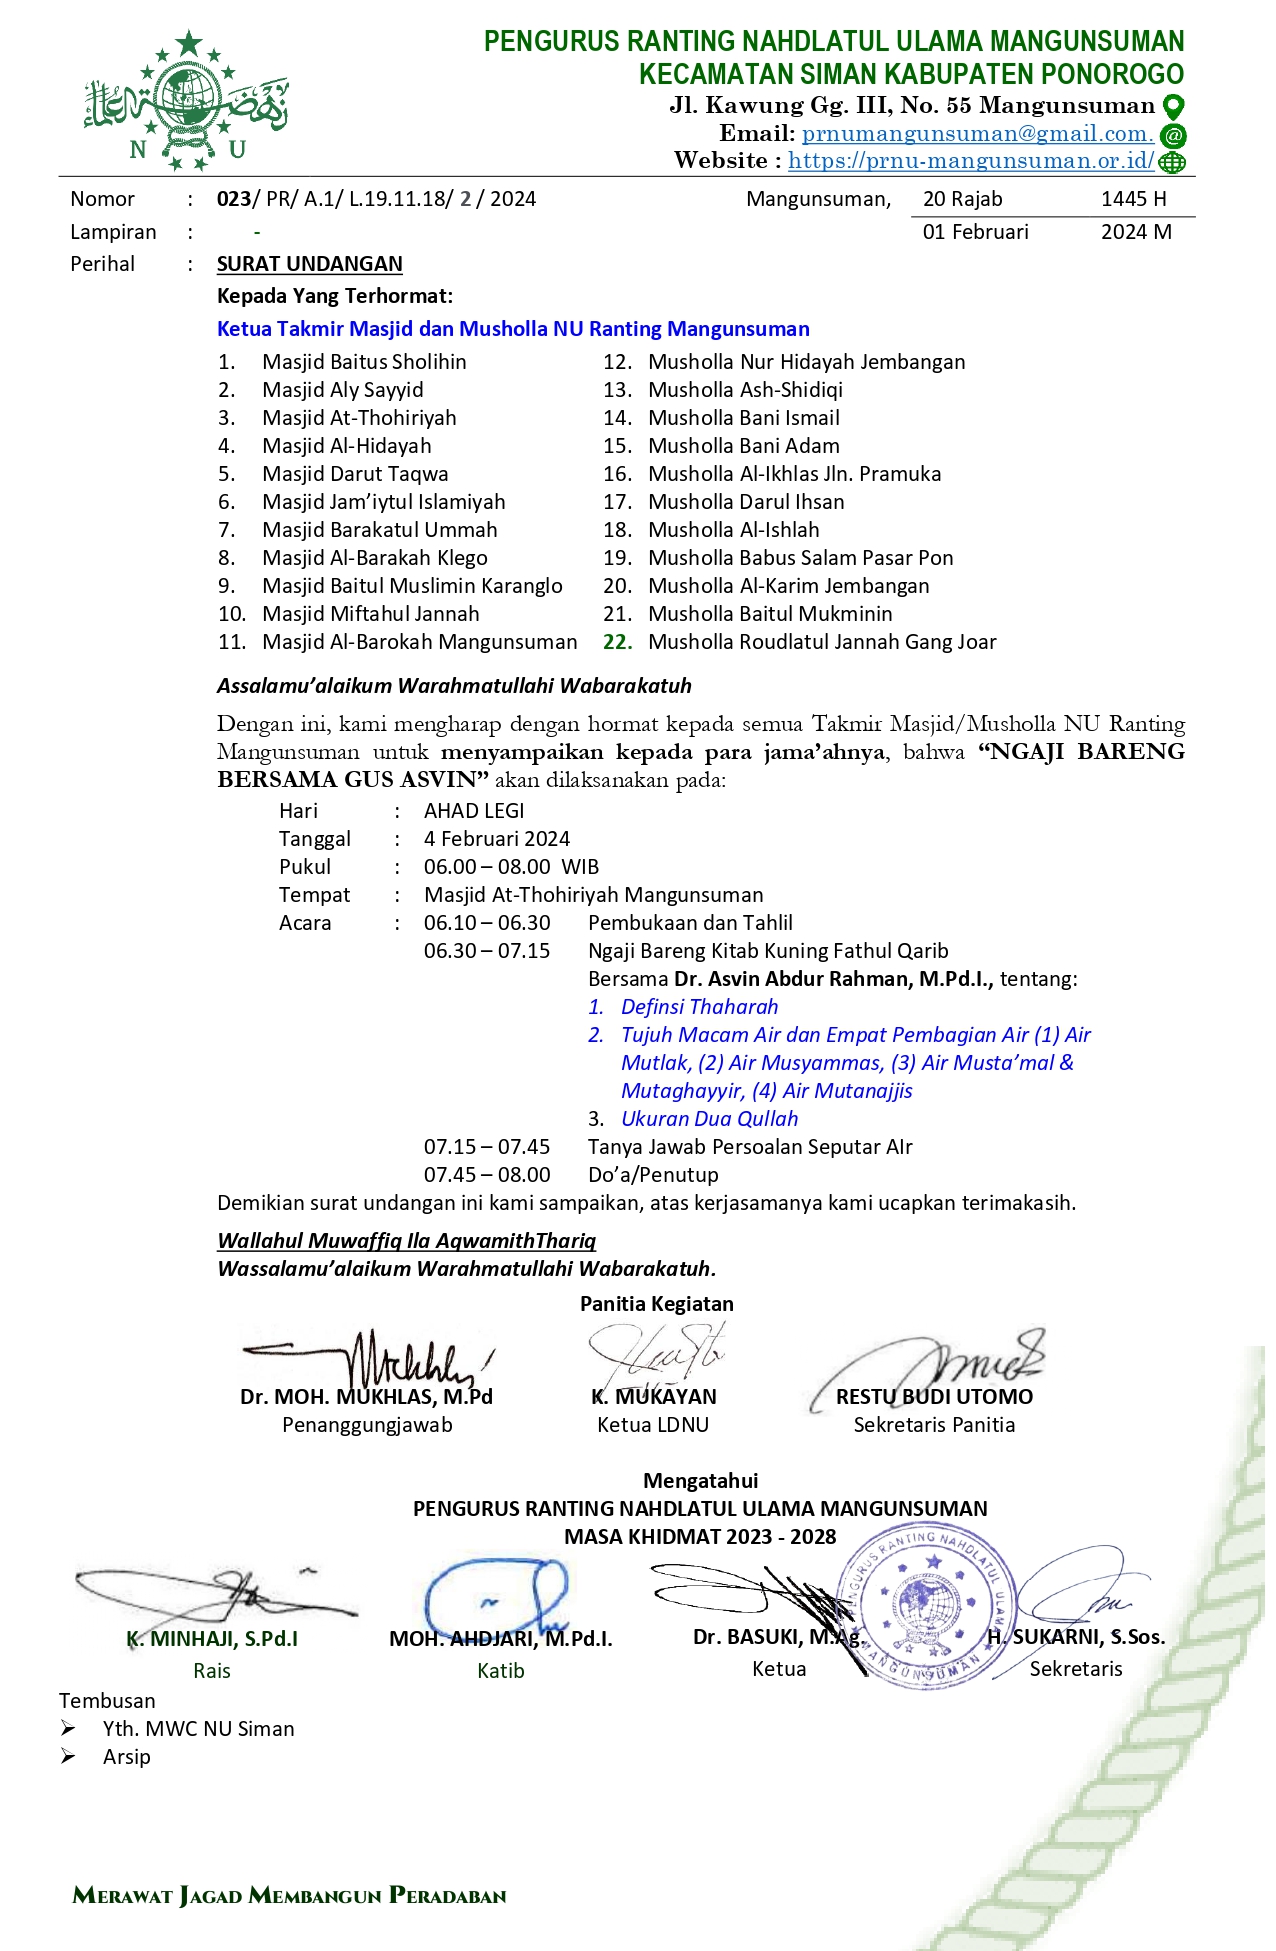 PENGURUS RANTING NAHDLATUL ULAMA MANGUNSUMAN
KECAMATAN SIMAN KABUPATEN PONOROGO
Jl. Kawung Gg. III, No. 55 Mangunsuman
Email: prnumangunsuman@gmail.com.
Website : https://prnu-mangunsuman.or.id/
N U
Nomor : 023/ PR/ A.1/ L.19.11.18/ 2 / 2024 Mangunsuman, 20 Rajab 1445 H
Lampiran : - 01 Februari 2024 M
Perihal : SURAT UNDANGAN
Kepada Yang Terhormat:
Ketua Takmir Masjid dan Musholla NU Ranting Mangunsuman
1. Masjid Baitus Sholihin 12. Musholla Nur Hidayah Jembangan
2. Masjid Aly Sayyid 13. Musholla Ash-Shidiqi
3. Masjid At-Thohiriyah 14. Musholla Bani Ismail
4. Masjid Al-Hidayah 15. Musholla Bani Adam
5. Masjid Darut Taqwa 16. Musholla Al-Ikhlas Jln. Pramuka
6. Masjid Jam’iytul Islamiyah 17. Musholla Darul Ihsan
7. Masjid Barakatul Ummah 18. Musholla Al-Ishlah
8. Masjid Al-Barakah Klego 19. Musholla Babus Salam Pasar Pon
9. Masjid Baitul Muslimin Karanglo 20. Musholla Al-Karim Jembangan
10. Masjid Miftahul Jannah 21. Musholla Baitul Mukminin
11. Masjid Al-Barokah Mangunsuman 22. Musholla Roudlatul Jannah Gang Joar
Assalamu’alaikum Warahmatullahi Wabarakatuh
Dengan ini, kami mengharap dengan hormat kepada semua Takmir Masjid/Musholla NU Ranting
Mangunsuman untuk menyampaikan kepada para jama’ahnya, bahwa “NGAJI BARENG
BERSAMA GUS ASVIN” akan dilaksanakan pada:
Hari : AHAD LEGI
Tanggal : 4 Februari 2024
Pukul : 06.00 – 08.00 WIB
Tempat : Masjid At-Thohiriyah Mangunsuman
Acara : 06.10 – 06.30 Pembukaan dan Tahlil
06.30 – 07.15 Ngaji Bareng Kitab Kuning Fathul Qarib
Bersama Dr. Asvin Abdur Rahman, M.Pd.I., tentang:
1. Definsi Thaharah
2. Tujuh Macam Air dan Empat Pembagian Air (1) Air
Mutlak, (2) Air Musyammas, (3) Air Musta’mal &
Mutaghayyir, (4) Air Mutanajjis
3. Ukuran Dua Qullah
07.15 – 07.45 Tanya Jawab Persoalan Seputar AIr
07.45 – 08.00 Do’a/Penutup
Demikian surat undangan ini kami sampaikan, atas kerjasamanya kami ucapkan terimakasih.
Wallahul Muwaffiq Ila AqwamithThariq
Wassalamu’alaikum Warahmatullahi Wabarakatuh.
Panitia Kegiatan
Dr. MOH. MUKHLAS, M.Pd K. MUKAYAN RESTU BUDI UTOMO
Penanggungjawab Ketua LDNU Sekretaris Panitia
Mengatahui
PENGURUS RANTING NAHDLATUL ULAMA MANGUNSUMAN
MASA KHIDMAT 2023 - 2028
PENGURUS RANTING NAHDLATUL ULAMA
MANGUNSUMAN
K. MINHAJI, S.Pd.I MOH. AHDJARI, M.Pd.I. Dr. BASUKI, M.Ag. H. SUKARNI, S.Sos.
Rais Katib Ketua Sekretaris
Tembusan
Yth. MWC NU Siman
Arsip
MERAWAT JAGAD MEMBANGUN PERADABAN